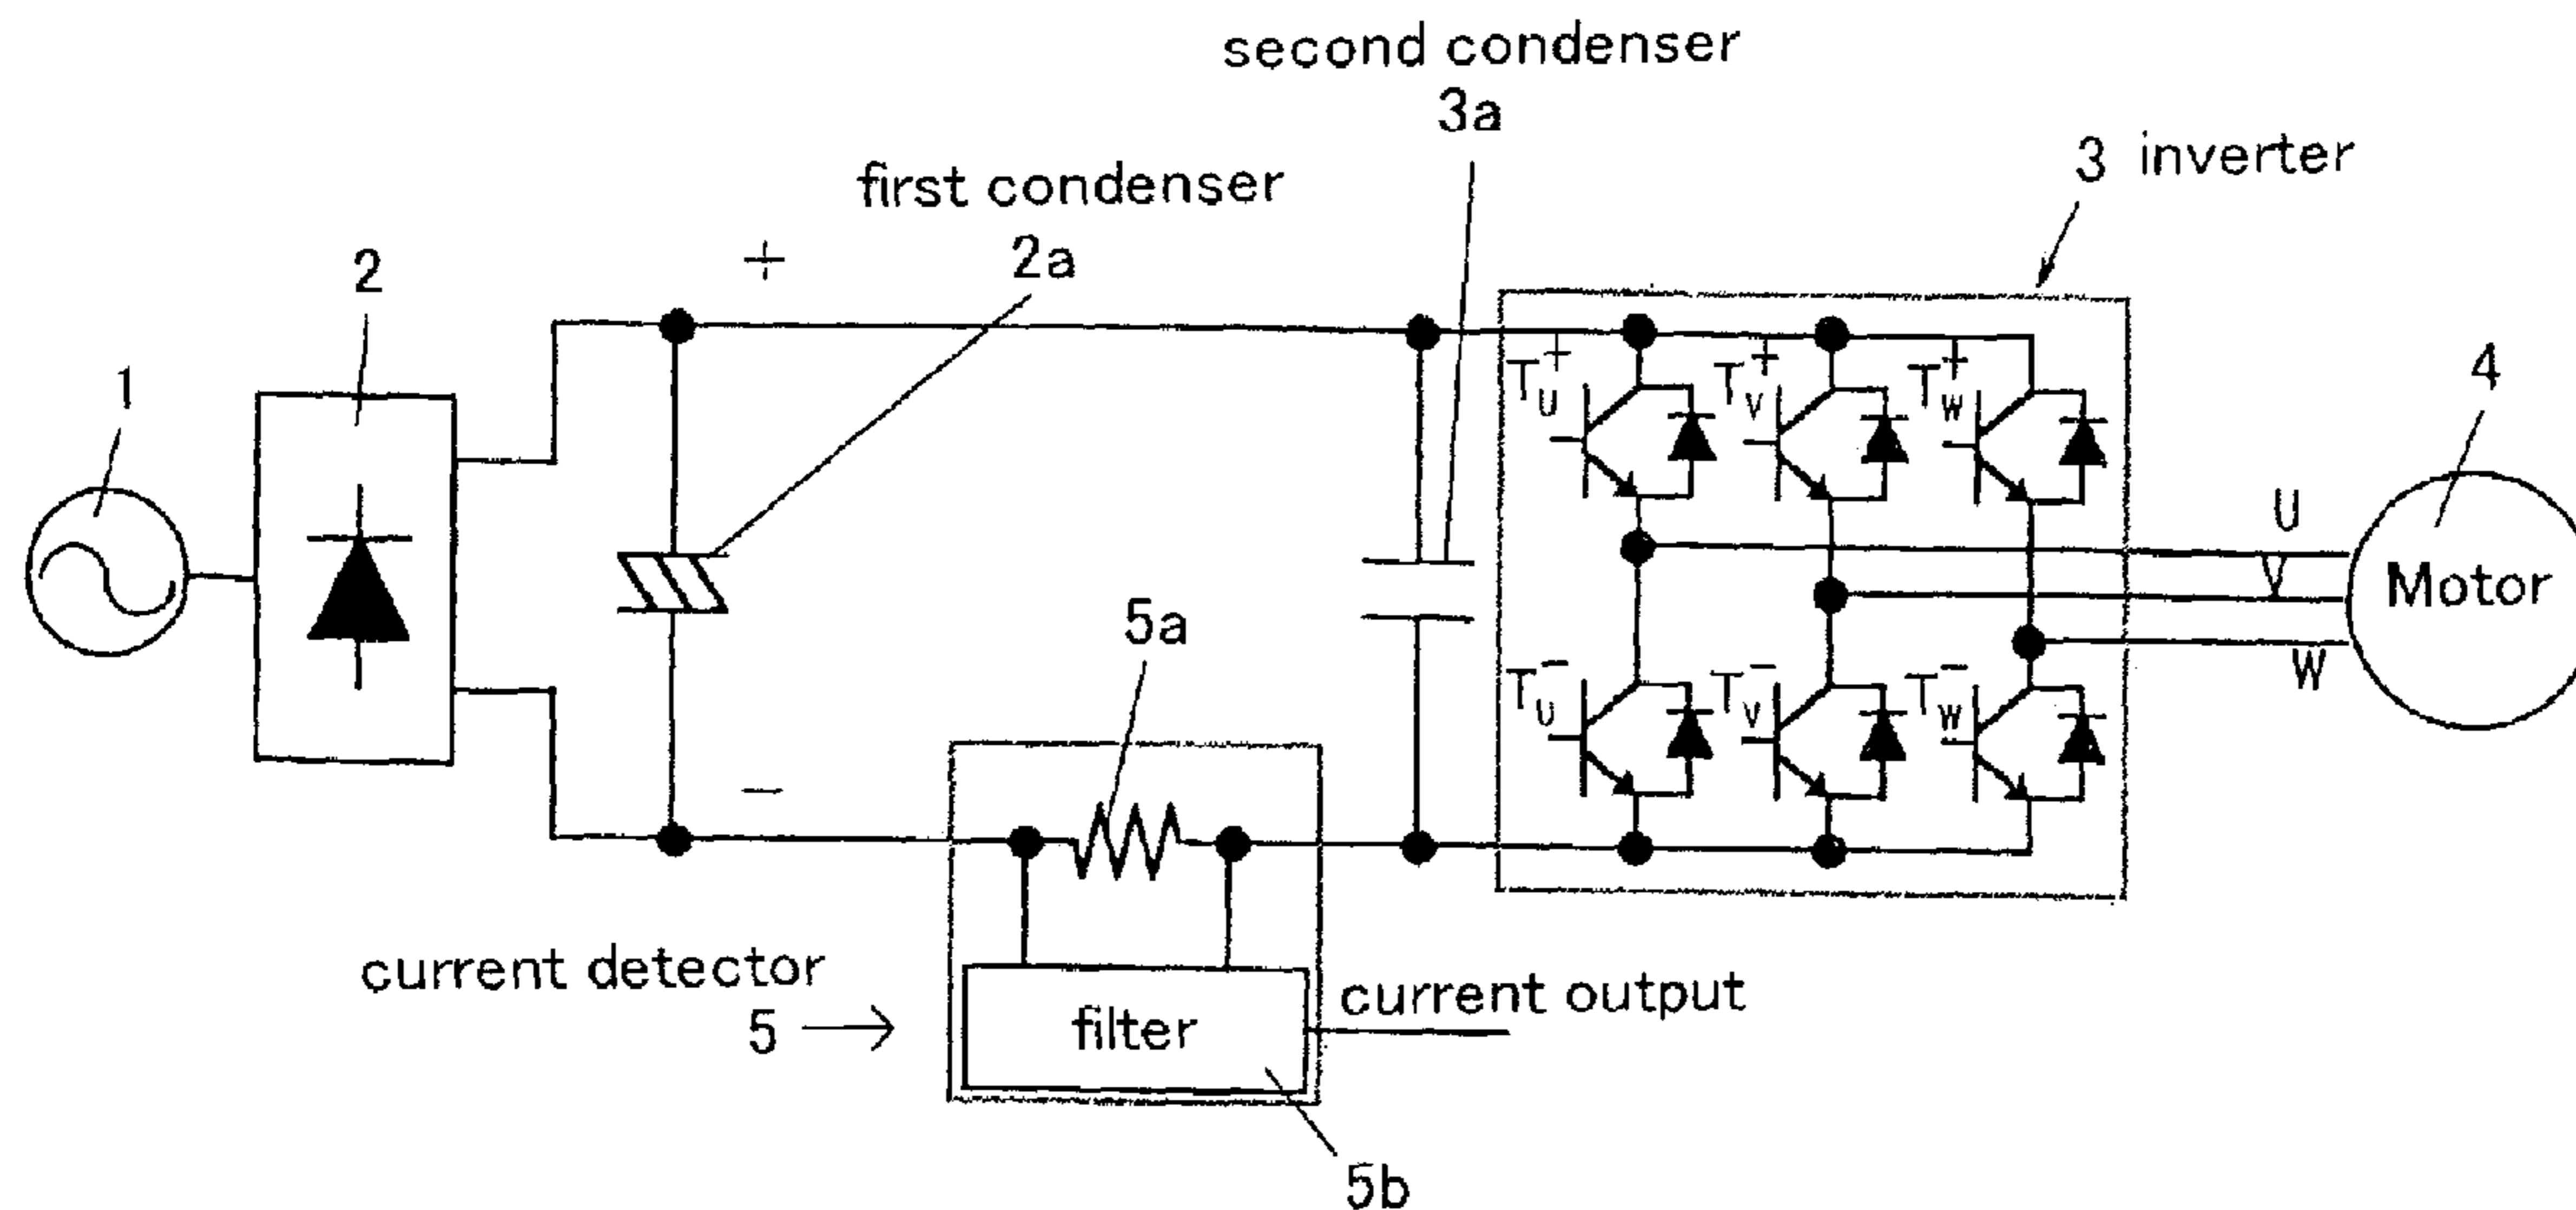 second condenser
3a
3 inverter
first condenser
2a
+
2
1
4
T_U^+
T_V^+
T_W^+
U
V
W
Motor
5a
T_U^-
T_V^-
T_W^-
−
current detector
5
filter
current output
5b